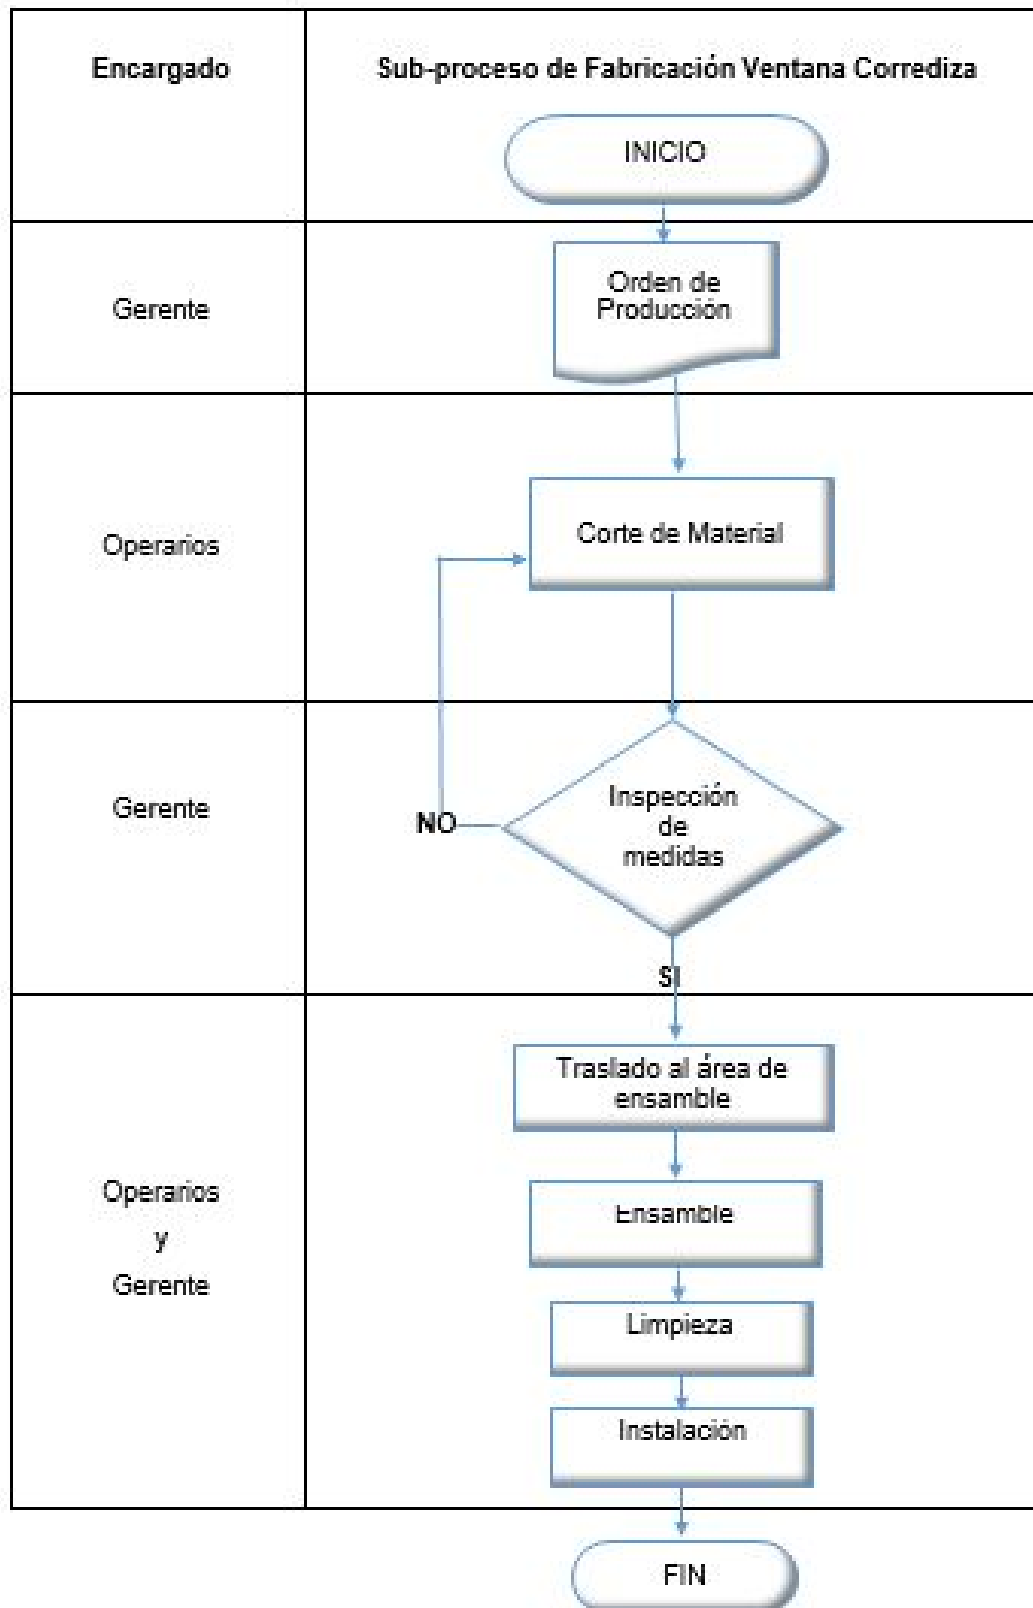 Encargado
Sub-proceso de Fabricación Ventana Corrediza
INICIO
Gerente
Orden de
Producción
Operarios
Corte de Material
Gerente
Inspección
de
medidas
NO
SI
Operarios
y
Gerente
Traslado al área de
ensamble
Ensamble
Limpieza
Instalación
FIN